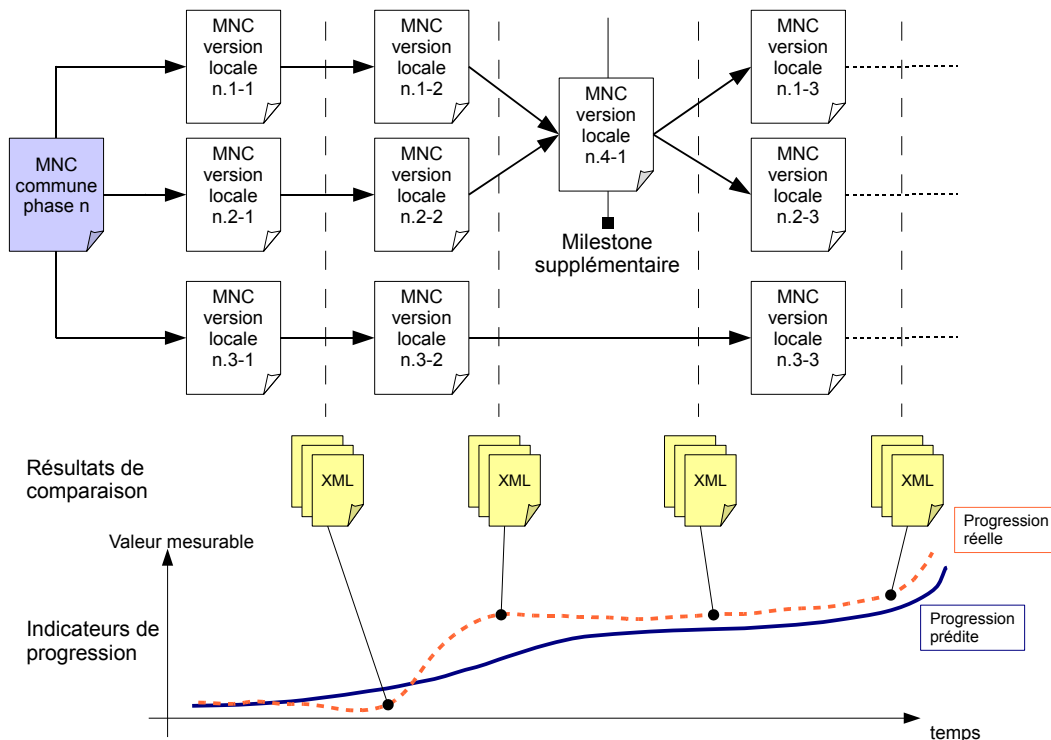 MNC
version
locale
n.1-1
MNC
version
locale
n.1-2
MNC
version
locale
n.4-1
MNC
version
locale
n.1-3
MNC
commune
phase n
MNC
version
locale
n.2-1
MNC
version
locale
n.2-2
MNC
version
locale
n.2-3
Milestone
supplémentaire
MNC
version
locale
n.3-1
MNC
version
locale
n.3-2
MNC
version
locale
n.3-3
Résultats de
comparaison
XML
XML
XML
XML
Valeur mesurable
Progression
réelle
Indicateurs de
progression
Progression
prédite
temps